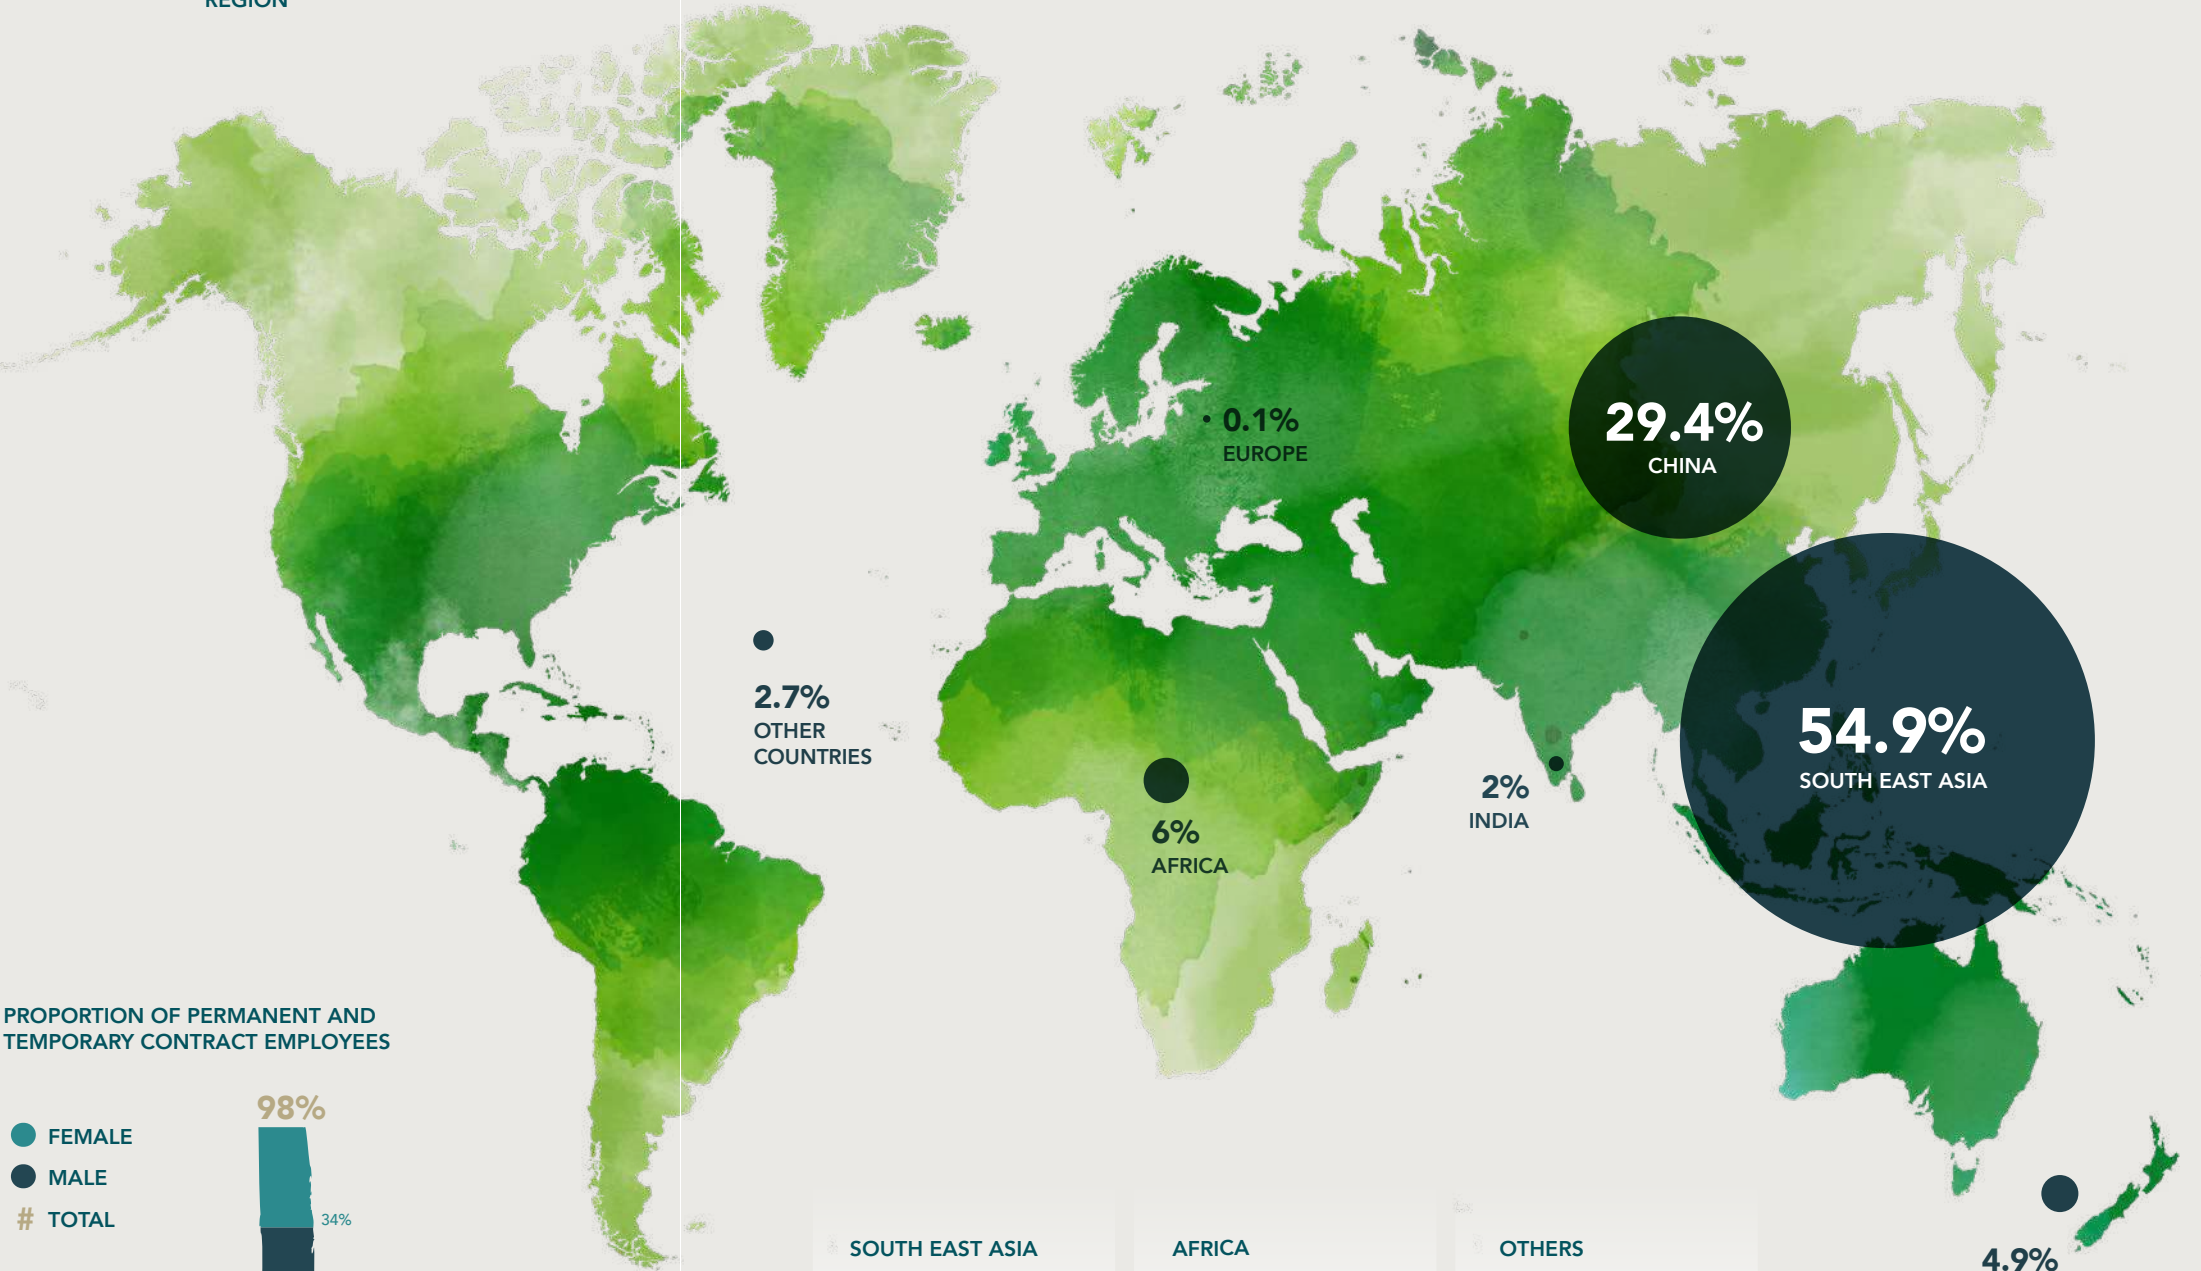 REGION
0.1%
EUROPE
29.4%
CHINA
2.7%
OTHER
COUNTRIES
54.9%
SOUTH EAST ASIA
2%
INDIA
6%
AFRICA
PROPORTION OF PERMANENT AND
TEMPORARY CONTRACT EMPLOYEES
98%
FEMALE
MALE
# TOTAL
34%
SOUTH EAST ASIA
AFRICA
OTHERS
4.9%